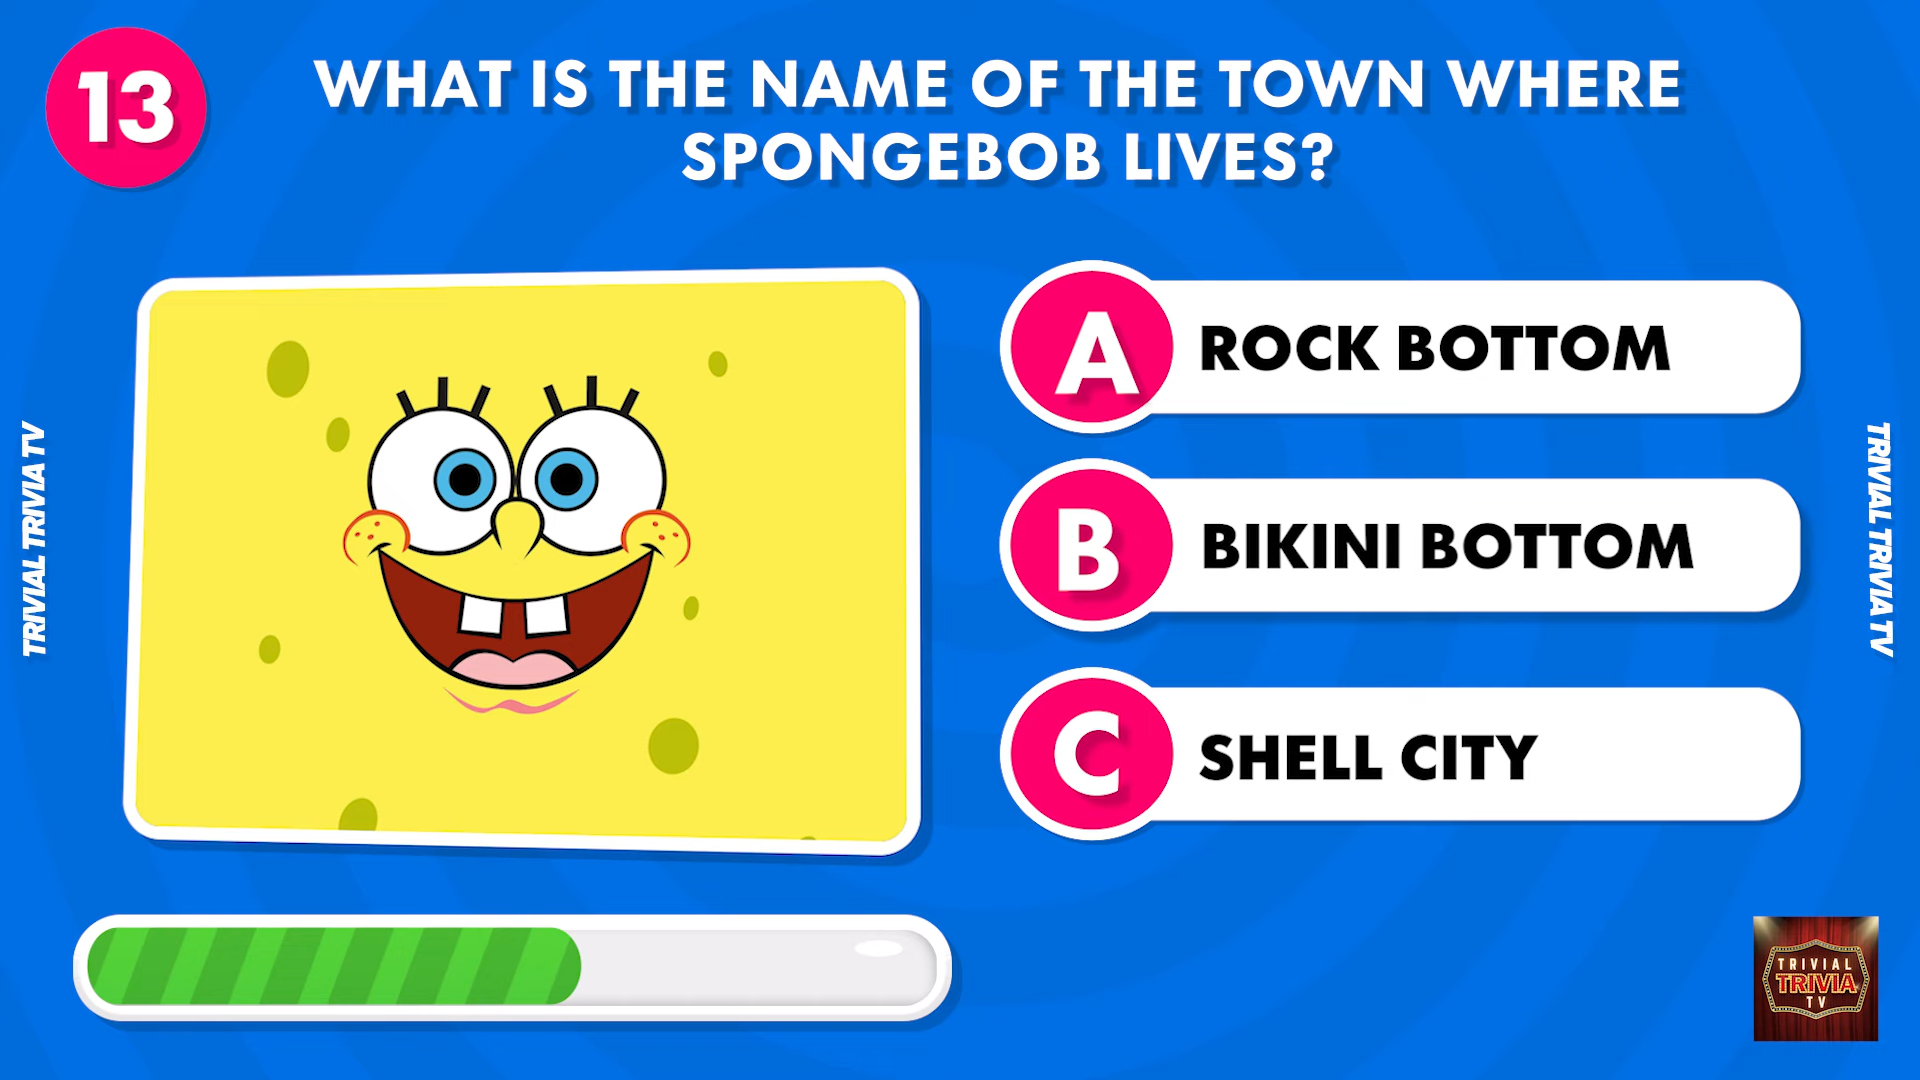 13
WHAT IS THE NAME OF THE TOWN WHERE
SPONGEBOB LIVES?
A
ROCK BOTTOM
B
BIKINI BOTTOM
C
SHELL CITY
TRIVIAL TRIVIA TV
TRIVIAL TRIVIA TV
TRIVIAL
TRIVIA
TV